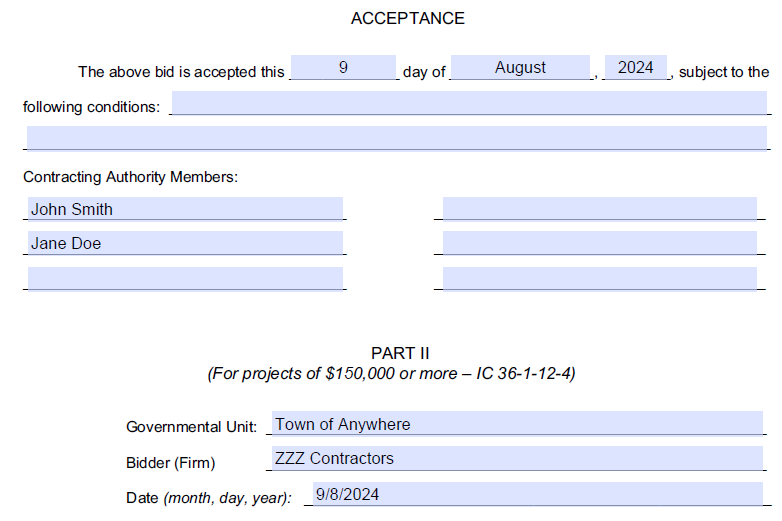 ACCEPTANCE
The above bid is accepted this 9 day of August , 2024 , subject to the
following conditions:
Contracting Authority Members:
John Smith
Jane Doe
PART II
(For projects of $150,000 or more – IC 36-1-12-4)
Governmental Unit: Town of Anywhere
Bidder (Firm) ZZZ Contractors
Date (month, day, year): 9/8/2024